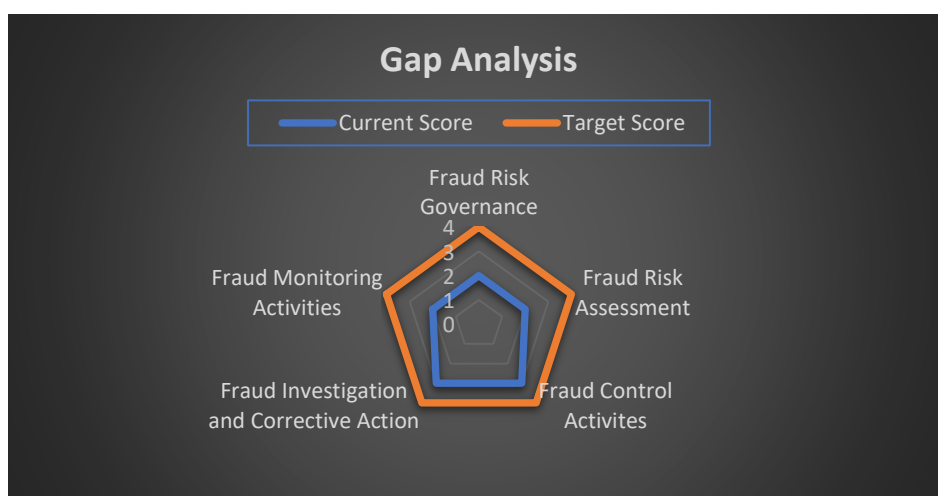 Gap Analysis
Current Score
Target Score
Fraud Risk
Governance
4
3
2
1
0
Fraud Risk
Assessment
Fraud Control
Activites
Fraud Investigation
and Corrective Action
Fraud Monitoring
Activities